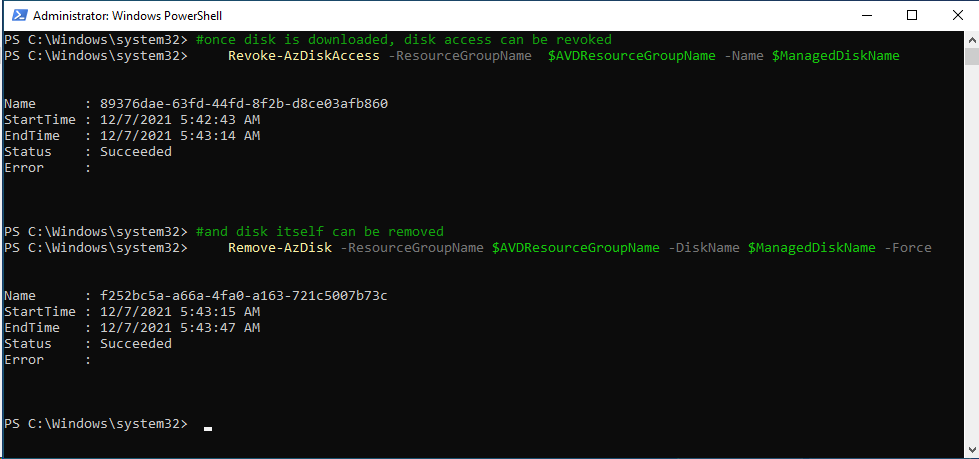 Administrator: Windows PowerShell
PS C:\Windows\system32> #once disk is downloaded, disk access can be revoked
PS C:\Windows\system32>     Revoke-AzDiskAccess -ResourceGroupName  $AVDResourceGroupName -Name $ManagedDiskName
Name      : 89376dae-63fd-44fd-8f2b-d8ce03afb860
StartTime : 12/7/2021 5:42:43 AM
EndTime   : 12/7/2021 5:43:14 AM
Status    : Succeeded
Error     :
PS C:\Windows\system32> #and disk itself can be removed
PS C:\Windows\system32>     Remove-AzDisk -ResourceGroupName $AVDResourceGroupName -DiskName $ManagedDiskName -Force
Name      : f252bc5a-a66a-4fa0-a163-721c5007b73c
StartTime : 12/7/2021 5:43:15 AM
EndTime   : 12/7/2021 5:43:47 AM
Status    : Succeeded
Error     :
PS C:\Windows\system32>